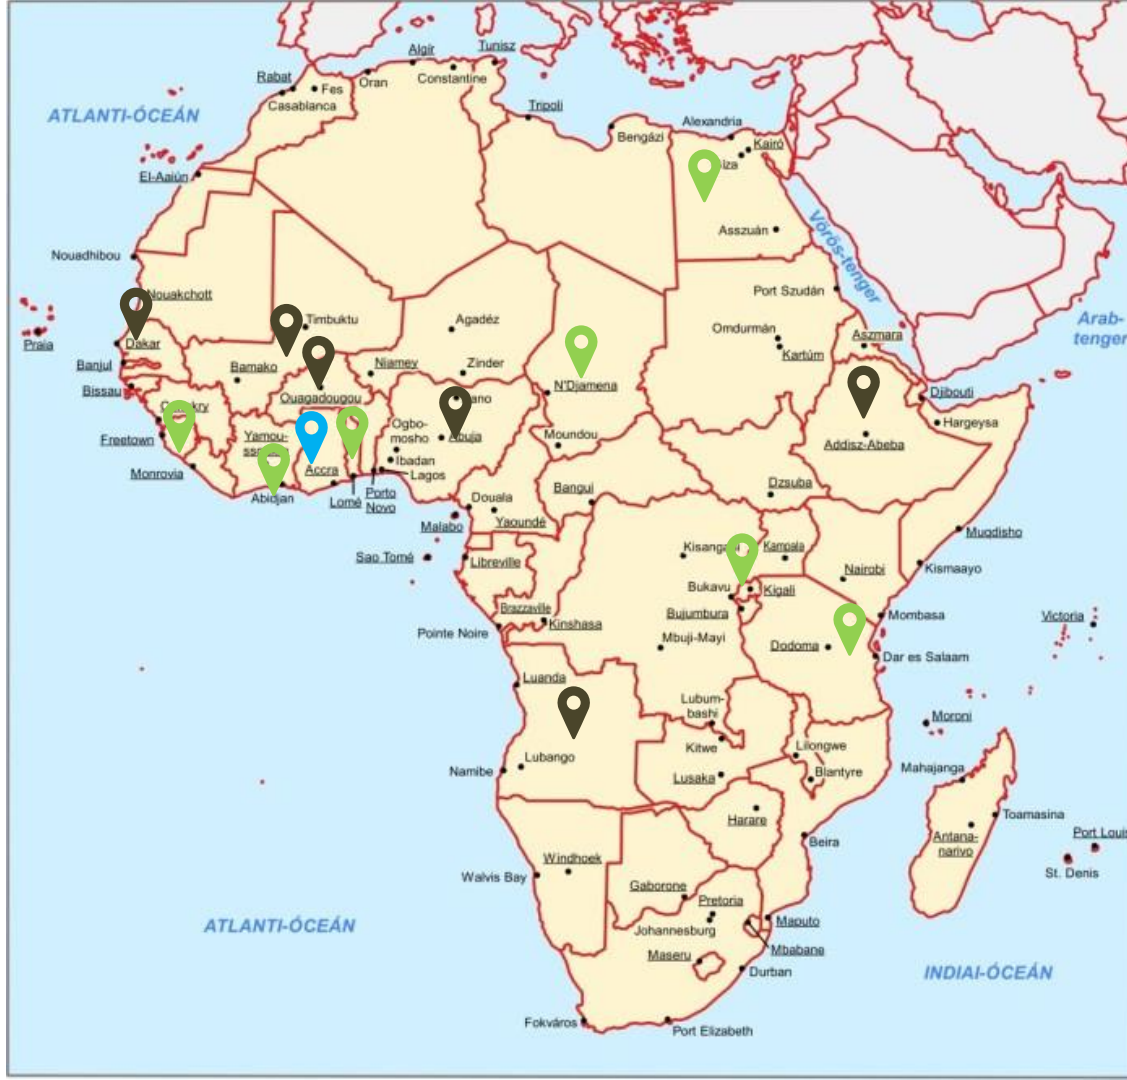 Algír
Tunisz
Rabat
Fes
Oran
Constantine
Casablanca
ATLANTI-ÓCEÁN
Tripoli
Bengázi
Alexandria
Kairó
El-Aaiún
Asszuán
Vörös-tenger
Nouadhibou
Nouakchott
Port Szudán
Praia
Timbuktu
Agadéz
Omdurmán
Kartúm
Aszmara
Arab-
tenger
Dakar
Banjul
Bamako
Niamey
Zinder
N'Djamena
Bissau
Ouagadougou
Djibouti
Hargeysa
Freetown
Yamou-
Ogbo-
mosho
Abuja
Moundou
Addisz-Abeba
Ibadan
Monrovia
Accra
Lagos
Abidjan
Lomé
Porto
Novo
Douala
Bangui
Dzsuba
Malabo
Yaoundé
Muqdisho
Sao Tomé
Libreville
Kampala
Nairobi
Kismaayo
Bukavu
Kigali
Brazzaville
Kinshasa
Bujumbura
Mombasa
Victoria
Pointe Noire
Mbuji-Mayi
Dodoma
Dar es Salaam
Luanda
Lubum-
bashi
Moroni
Kitwe
Lilongwe
Lubango
Namibe
Lusaka
Blantyre
Mahajanga
Harare
Toamasina
Beira
Antana-
narivo
Port Louis
Windhoek
St. Denis
Walvis Bay
Gaborone
Pretoria
ATLANTI-ÓCEÁN
Johannesburg
Maputo
Mbabane
Maseru
Durban
INDIAI-ÓCEÁN
Fokváros
Port Elizabeth